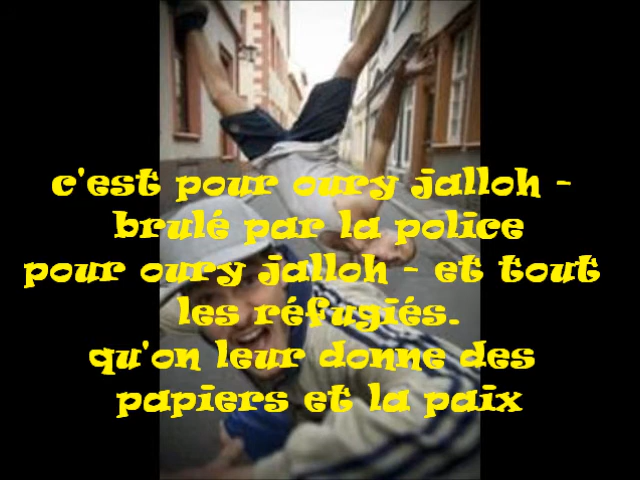 c'est pour oury jalloh -
brulé par la police
pour oury jalloh - et tout
les réfugiés.
qu'on leur donne des
papiers et la paix